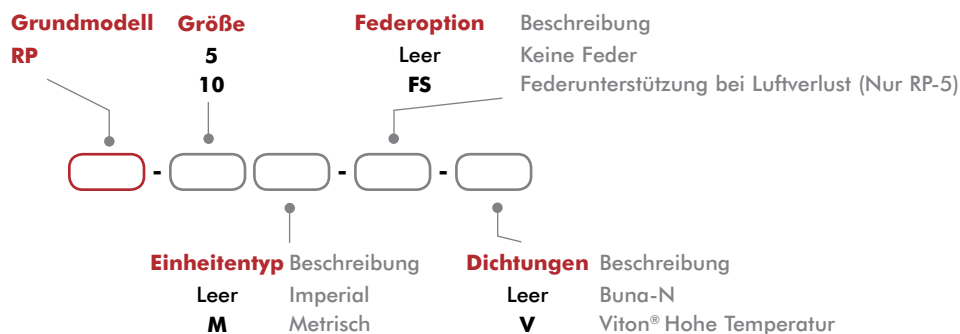 Grundmodell Größe Federoption Beschreibung
RP 5 Leer Keine Feder
10 FS Federunterstützung bei Luftverlust (Nur RP-5)
- - -
Einheitentyp Beschreibung Dichtungen Beschreibung
Leer Imperial Leer Buna-N
M Metrisch V Viton® Hohe Temperatur